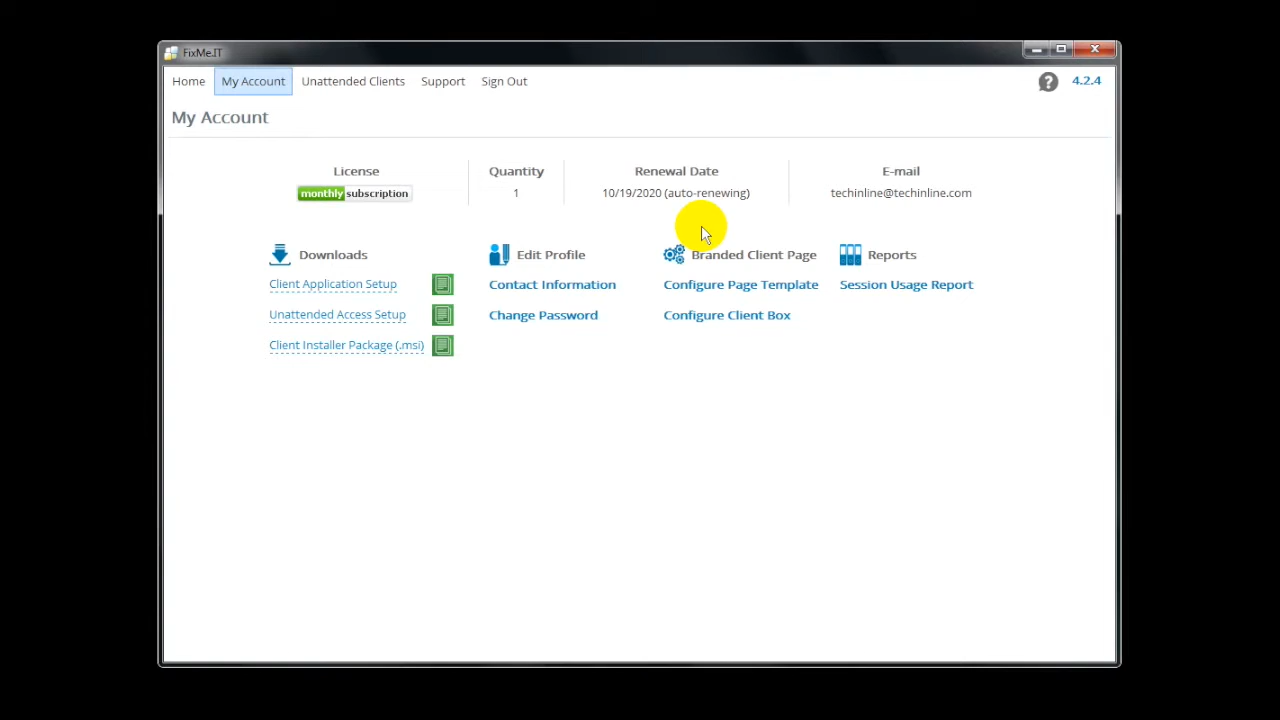 FixMe.IT
Home My Account Unattended Clients Support Sign Out 4.2.4
My Account
License Quantity Renewal Date E-mail
monthly subscription 1 10/19/2020 (auto-renewing) techinline@techinline.com
Downloads Edit Profile Branded Client Page Reports
Client Application Setup Contact Information Configure Page Template Session Usage Report
Unattended Access Setup Change Password Configure Client Box
Client Installer Package (.msi)